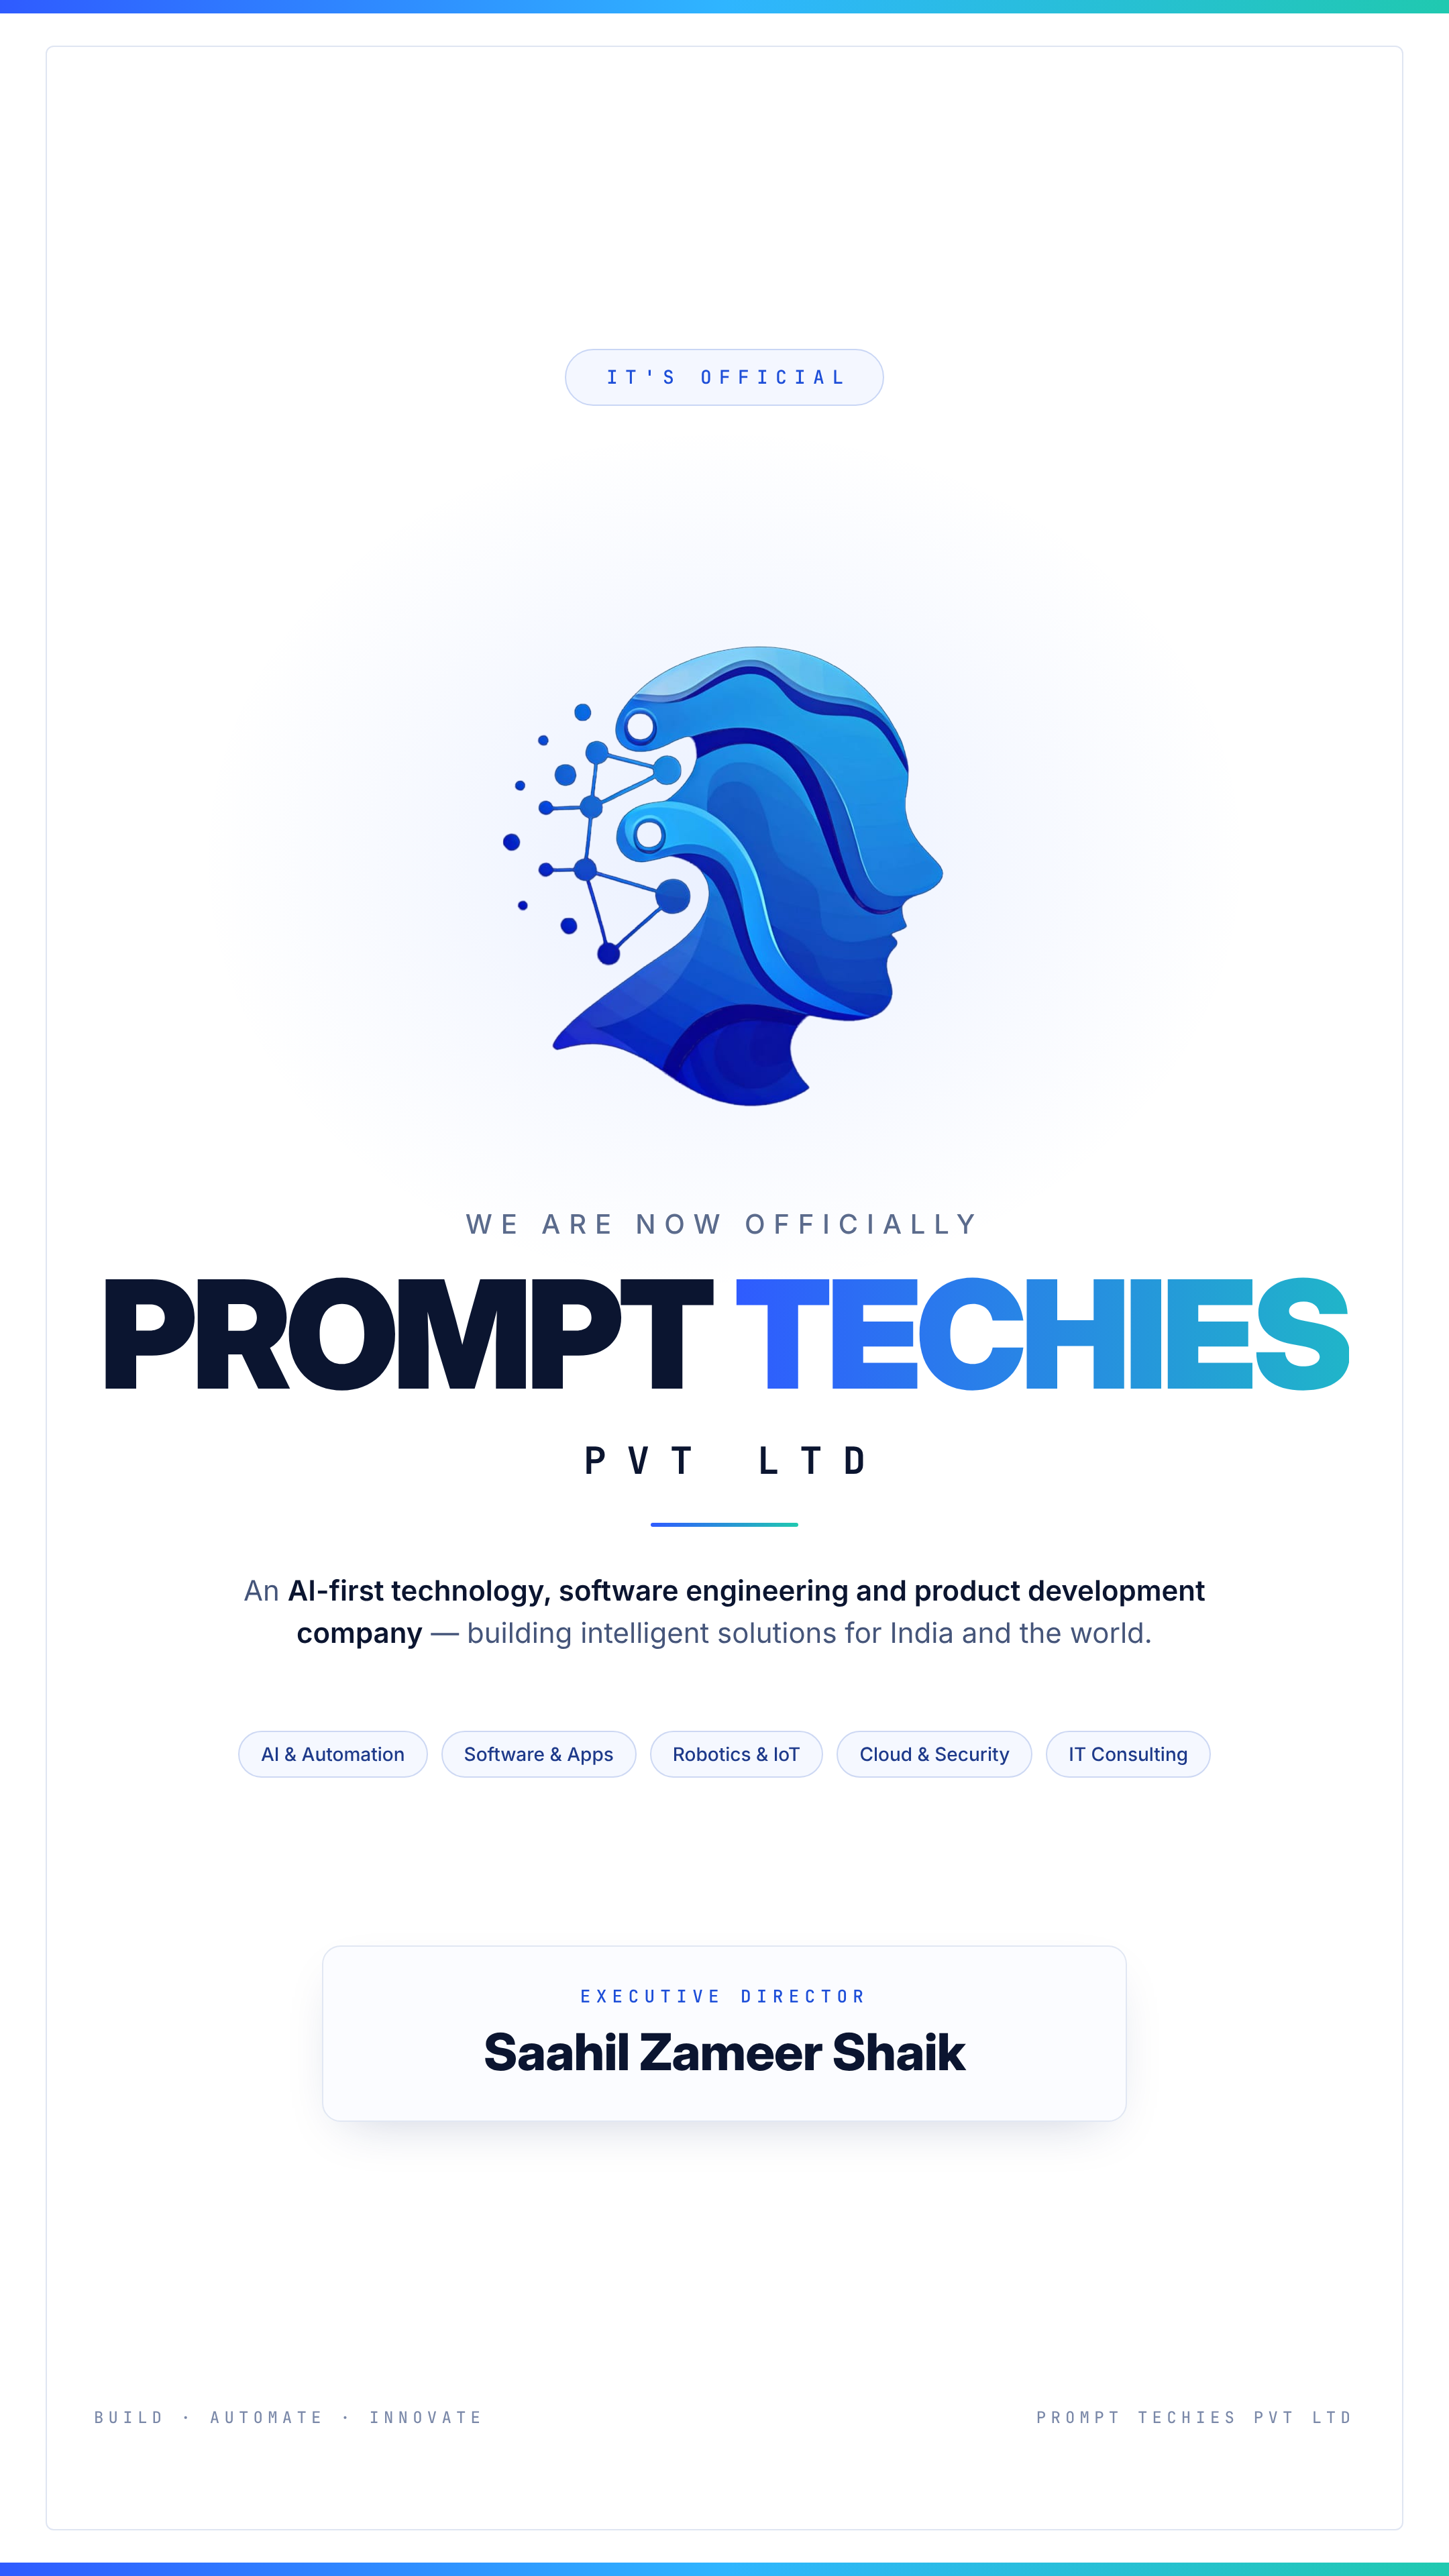 IT'S OFFICIAL
WE ARE NOW OFFICIALLY
PROMPT TECHIES
PVT LTD
An AI-first technology, software engineering and product development
company — building intelligent solutions for India and the world.
AI & Automation Software & Apps Robotics & IoT Cloud & Security IT Consulting
EXECUTIVE DIRECTOR
Saahil Zameer Shaik
BUILD · AUTOMATE · INNOVATE PROMPT TECHIES PVT LTD